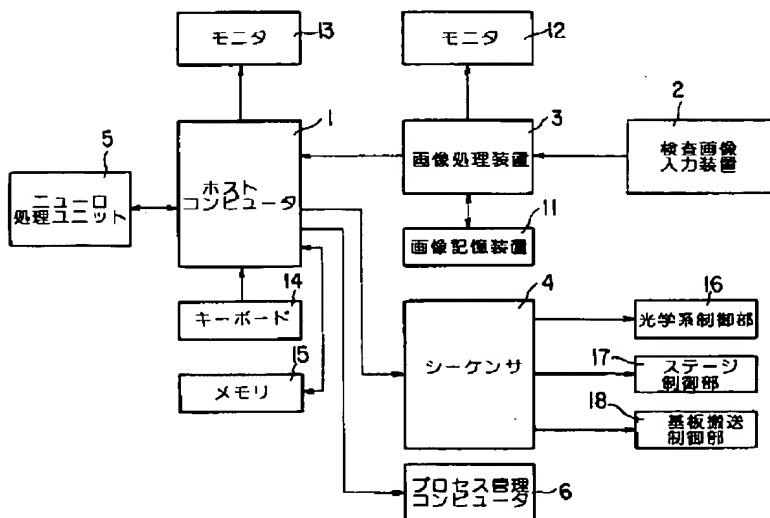 13
モニタ
12
モニタ
1
ホスト
コンピュータ
3
画像処理装置
2
検査画像
入力装置
5
ニューロ
処理ユニット
11
画像記憶装置
14
キーボード
15
メモリ
4
シーケンサ
16
光学系制御部
17
ステージ
制御部
18
基板搬送
制御部
プロセス管理
コンピュータ
6